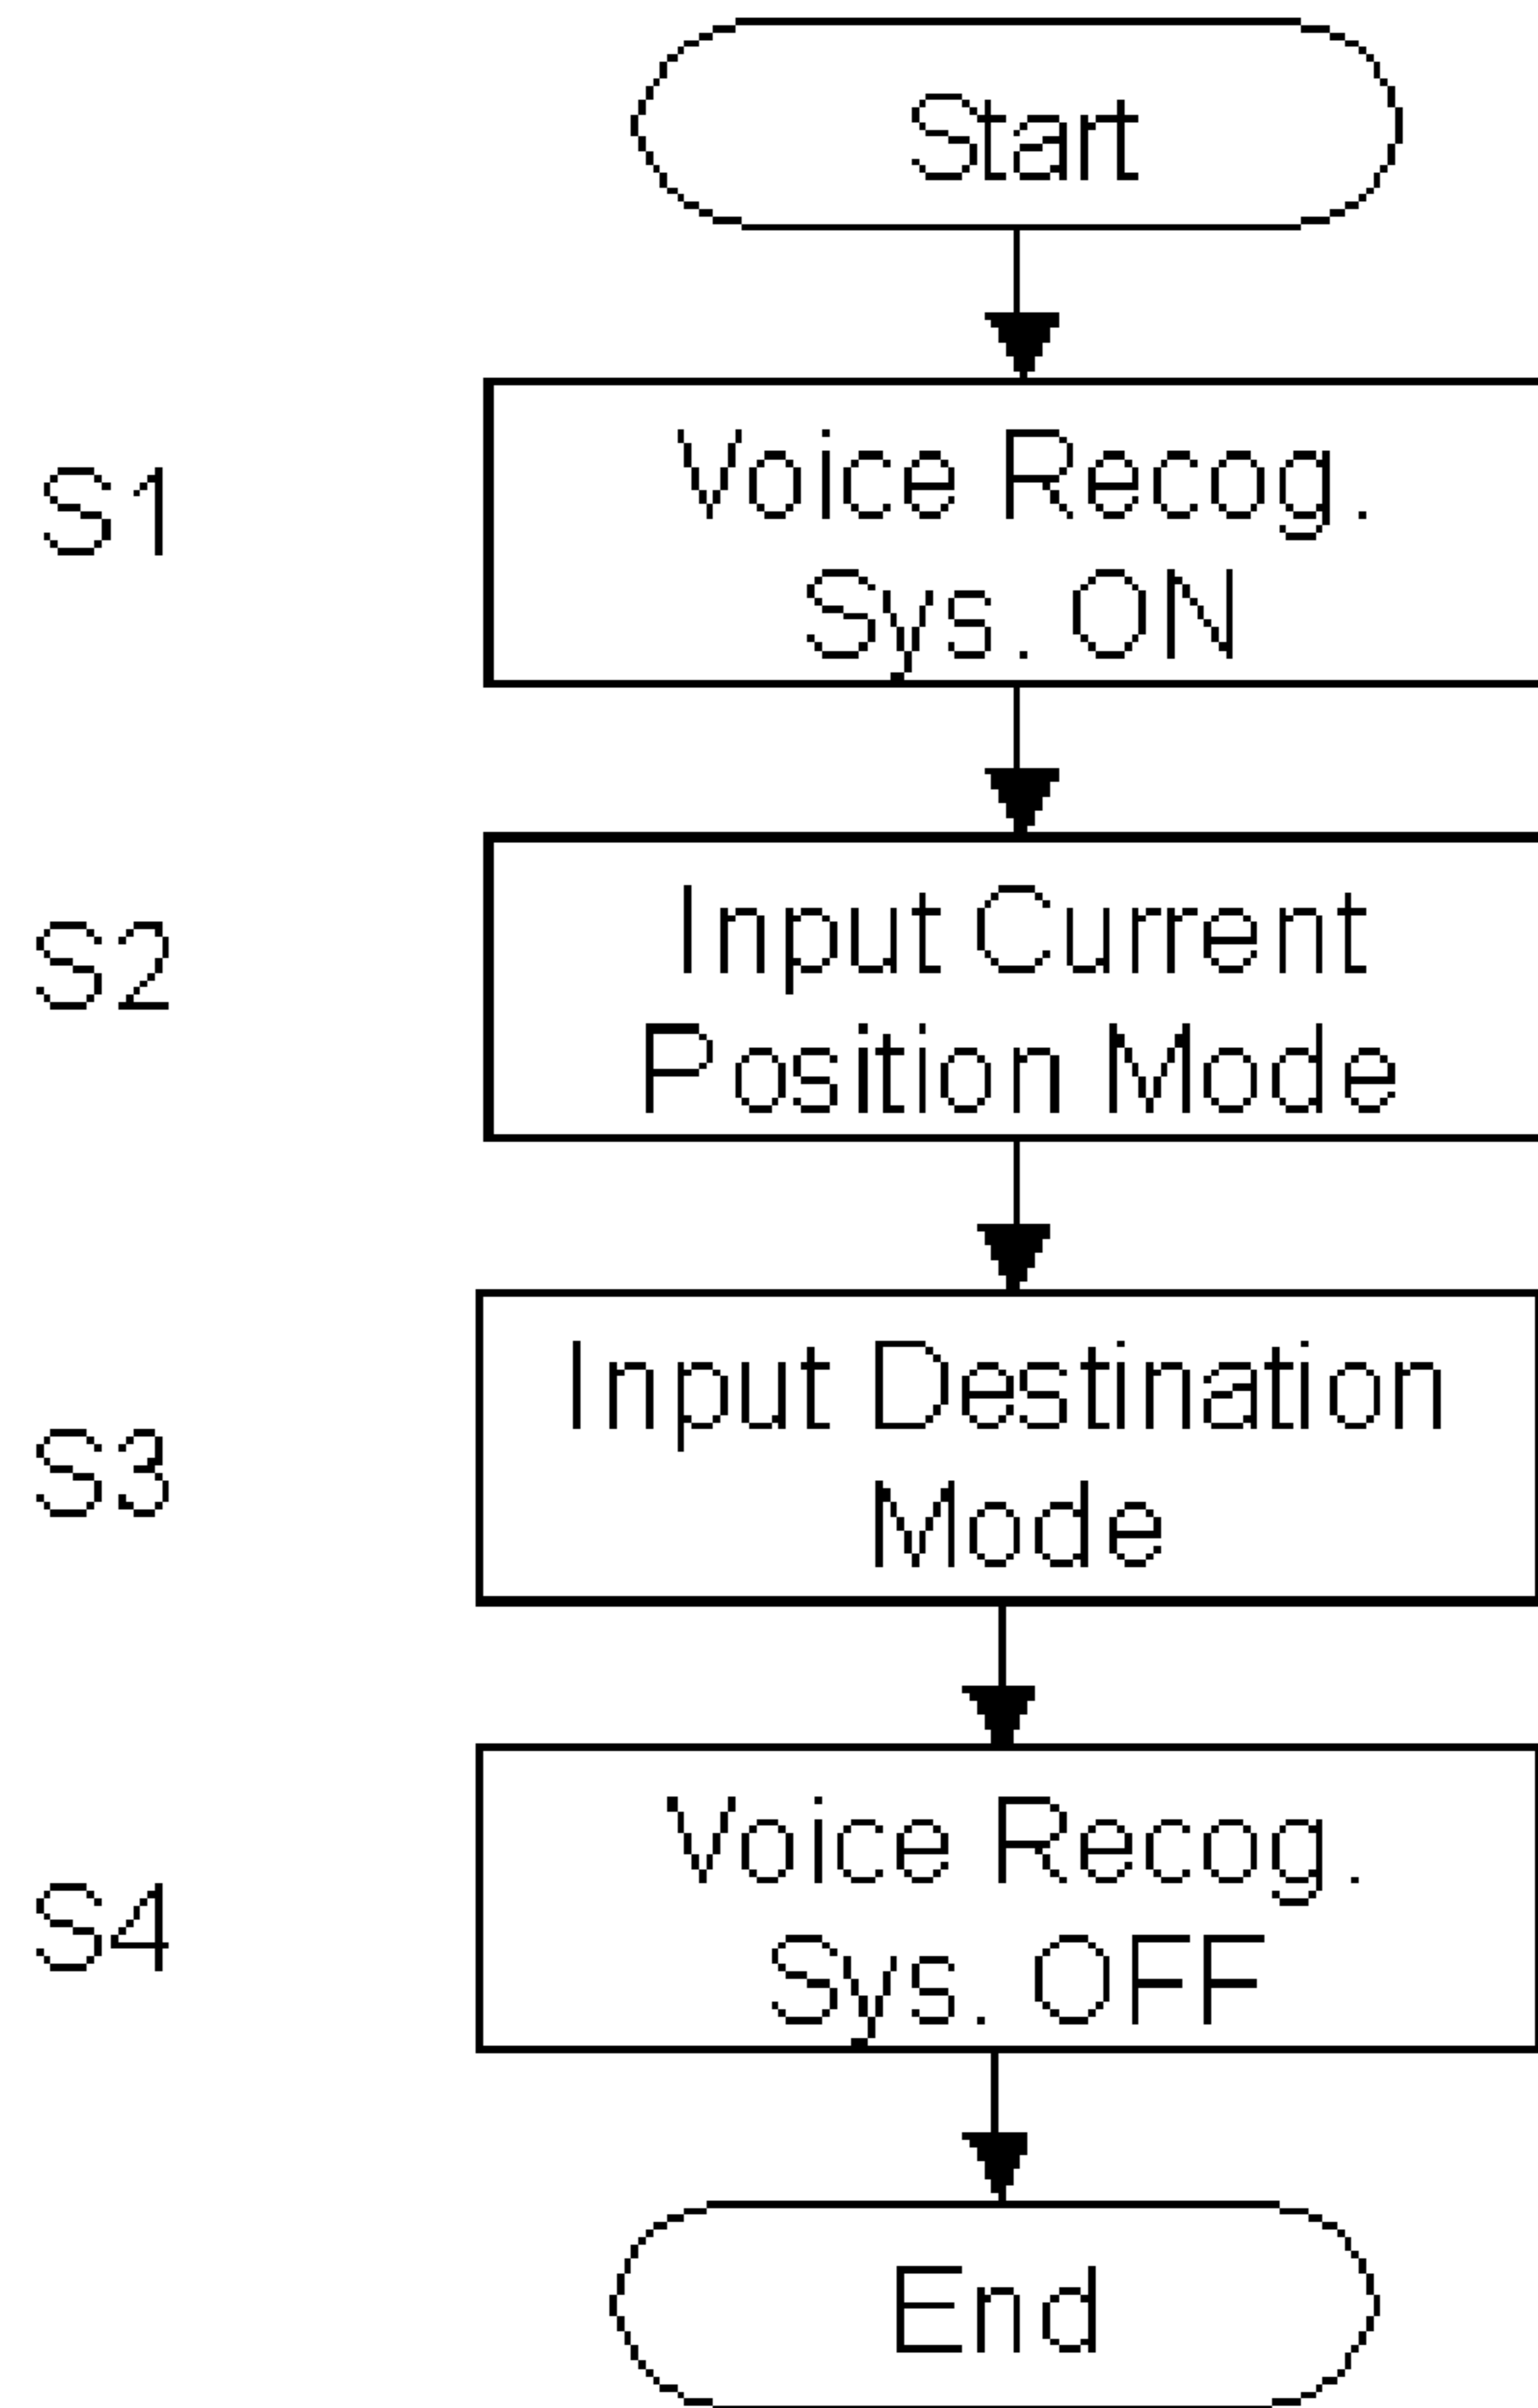 Start
S1
Voice Recog.
Sys. ON
S2
Input Current
Position Mode
S3
Input Destination
Mode
S4
Voice Recog.
Sys. OFF
End